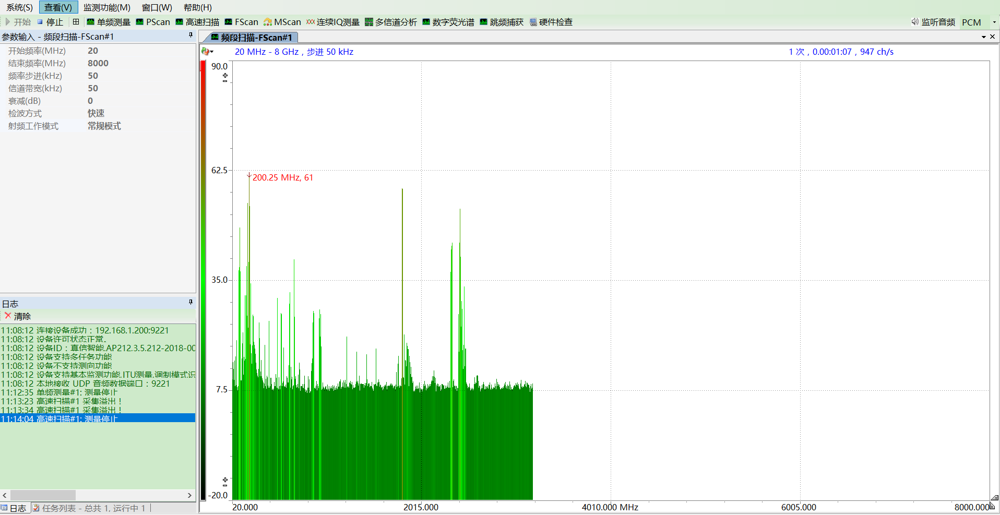 系统(S) 查看(V) 监测功能(M) 窗口(W) 帮助(H)
开始 停止 单频测量 PScan 高速扫描 FScan MScan 连续IQ测量 多信道分析 数字荧光谱 跳频捕获 硬件检查 监听音频 PCM
参数输入 - 频段扫描-FScan#1
开始频率(MHz) 20
结束频率(MHz) 8000
频率步进(kHz) 50
信道带宽(kHz) 50
衰减(dB) 0
检波方式 快速
射频工作模式 常规模式
日志
清除
11:08:12 连接设备成功：192.168.1.200:9221
11:08:12 设备许可状态正常。
11:08:12 设备ID：真信智能,AP212.3.5.212-2018-00
11:08:12 设备支持多任务功能
11:08:12 设备不支持测向功能
11:08:12 设备支持基本监测功能,ITU测量,调制模式识
11:08:12 本地接收 UDP 音频数据端口：9221
11:12:35 单频测量#1: 测量停止
11:13:23 高速扫描#1 采集溢出！
11:13:34 高速扫描#1 采集溢出！
11:14:04 高速扫描#1: 测量停止
日志 任务列表 - 总共 1, 运行中 1
频段扫描-FScan#1
20 MHz - 8 GHz，步进 50 kHz
1 次，0.00:01:07，947 ch/s
90.0
62.5
200.25 MHz, 61
35.0
7.5
-20.0
20.000 2015.000 4010.000 MHz 6005.000 8000.000